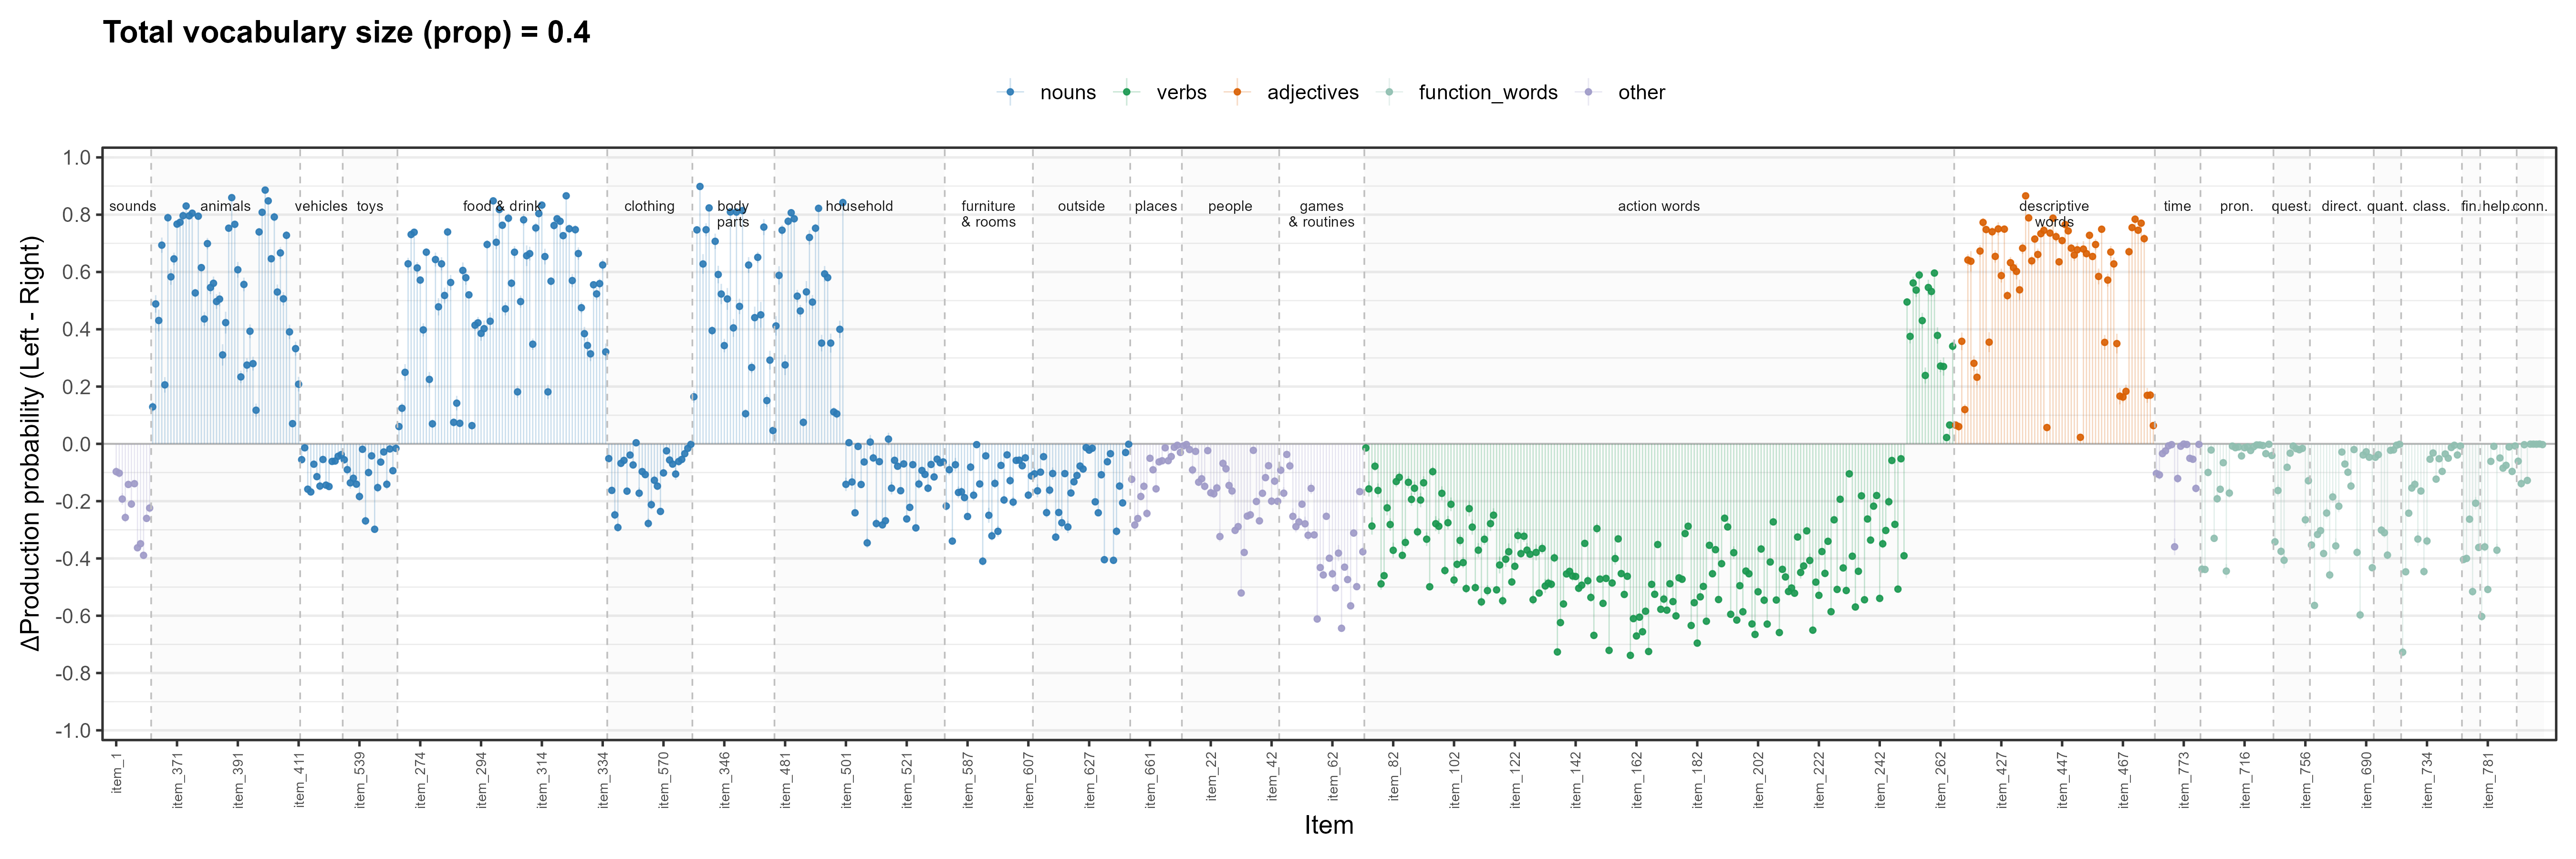 Total vocabulary size (prop) = 0.4
nouns verbs adjectives function_words other
ΔProduction probability (Left - Right)
1.0
0.8
0.6
0.4
0.2
0.0
-0.2
-0.4
-0.6
-0.8
-1.0
sounds animals vehicles toys food & drink clothing body parts household furniture & rooms outside places people games & routines action words descriptive words time pron. quest. direct. quant. class. fin. help. conn.
item_1 item_371 item_391 item_411 item_539 item_274 item_294 item_314 item_334 item_570 item_346 item_481 item_501 item_521 item_587 item_607 item_627 item_661 item_22 item_42 item_62 item_82 item_102 item_122 item_142 item_162 item_182 item_202 item_222 item_242 item_262 item_427 item_447 item_467 item_773 item_716 item_756 item_690 item_734 item_781
Item